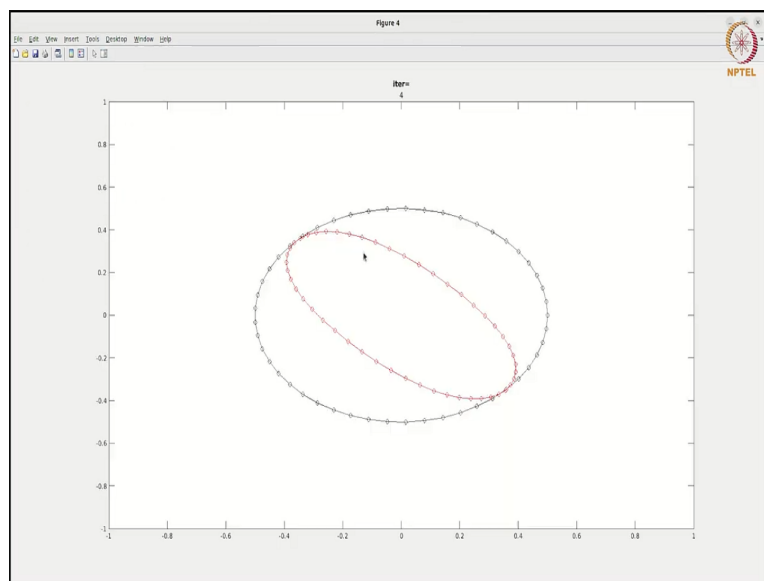 Figure 4
File Edit View Insert Tools Desktop Window Help
NPTEL
iter=
4
1
0.8
0.6
0.4
0.2
0
-0.2
-0.4
-0.6
-0.8
-1
-1 -0.8 -0.6 -0.4 -0.2 0 0.2 0.4 0.6 0.8 1